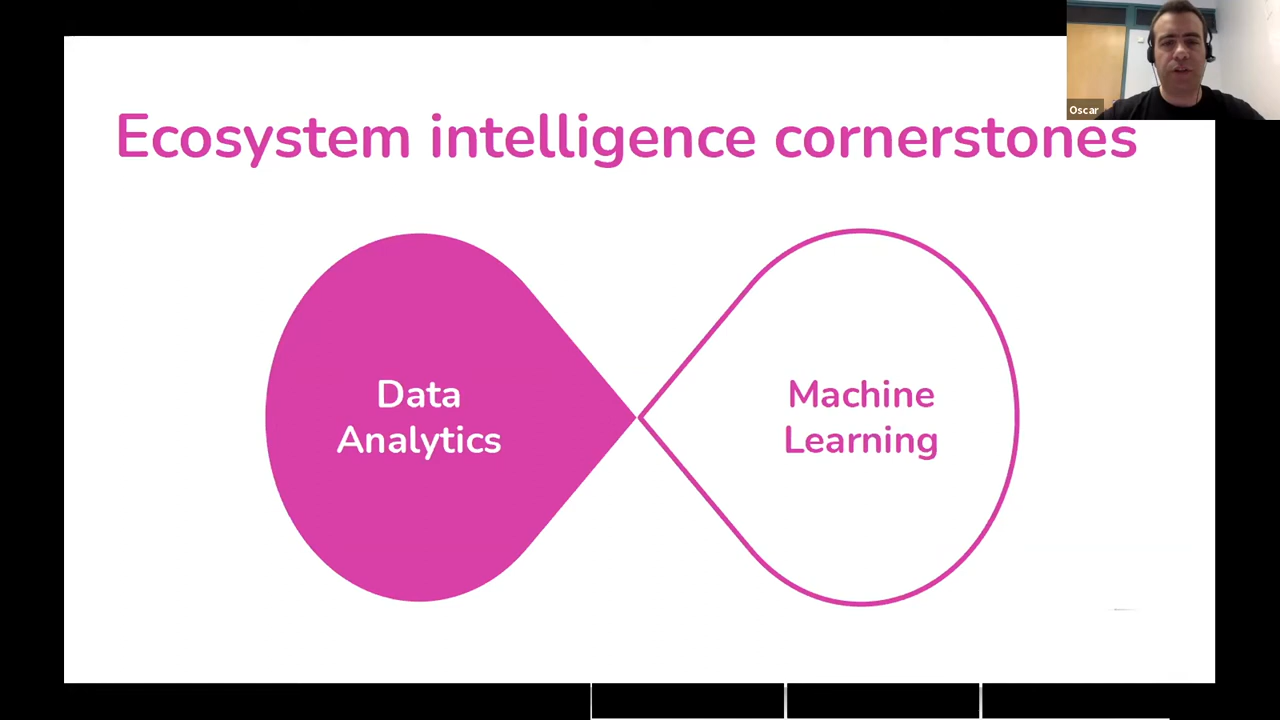 Oscar
Ecosystem intelligence cornerstones
Data
Analytics
Machine
Learning